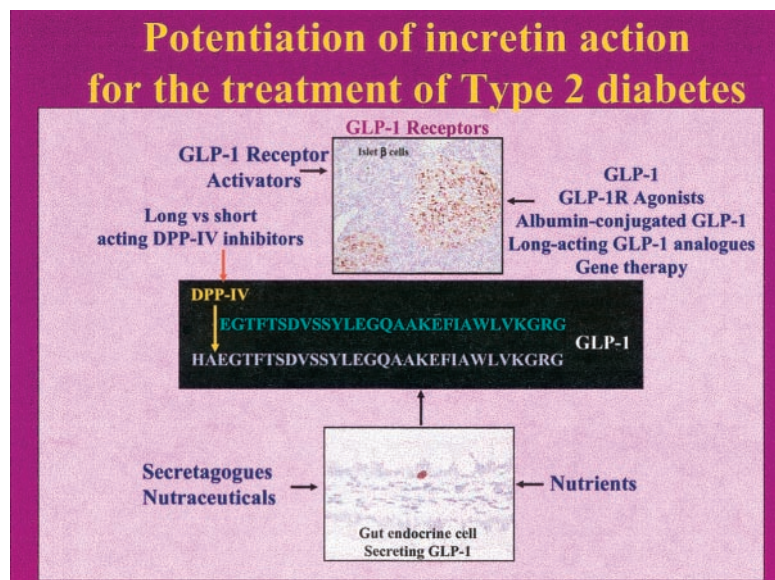 Potentiation of incretin action
for the treatment of Type 2 diabetes
GLP-1 Receptors
Islet β cells
GLP-1 Receptor
Activators
GLP-1
GLP-1R Agonists
Albumin-conjugated GLP-1
Long-acting GLP-1 analogues
Gene therapy
Long vs short
acting DPP-IV inhibitors
DPP-IV
EGTFTSDVSSYLEGQAAKEFIAWLVKGRG
GLP-1
HAEGTFTSDVSSYLEGQAAKEFIAWLVKGRG
Secretagogues
Nutraceuticals
Nutrients
Gut endocrine cell
Secreting GLP-1